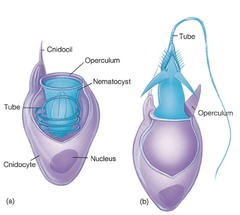 Cnidocil
Operculum
Nematocyst
Tube
Cnidocyte
Nucleus
(a)
Tube
Operculum
(b)